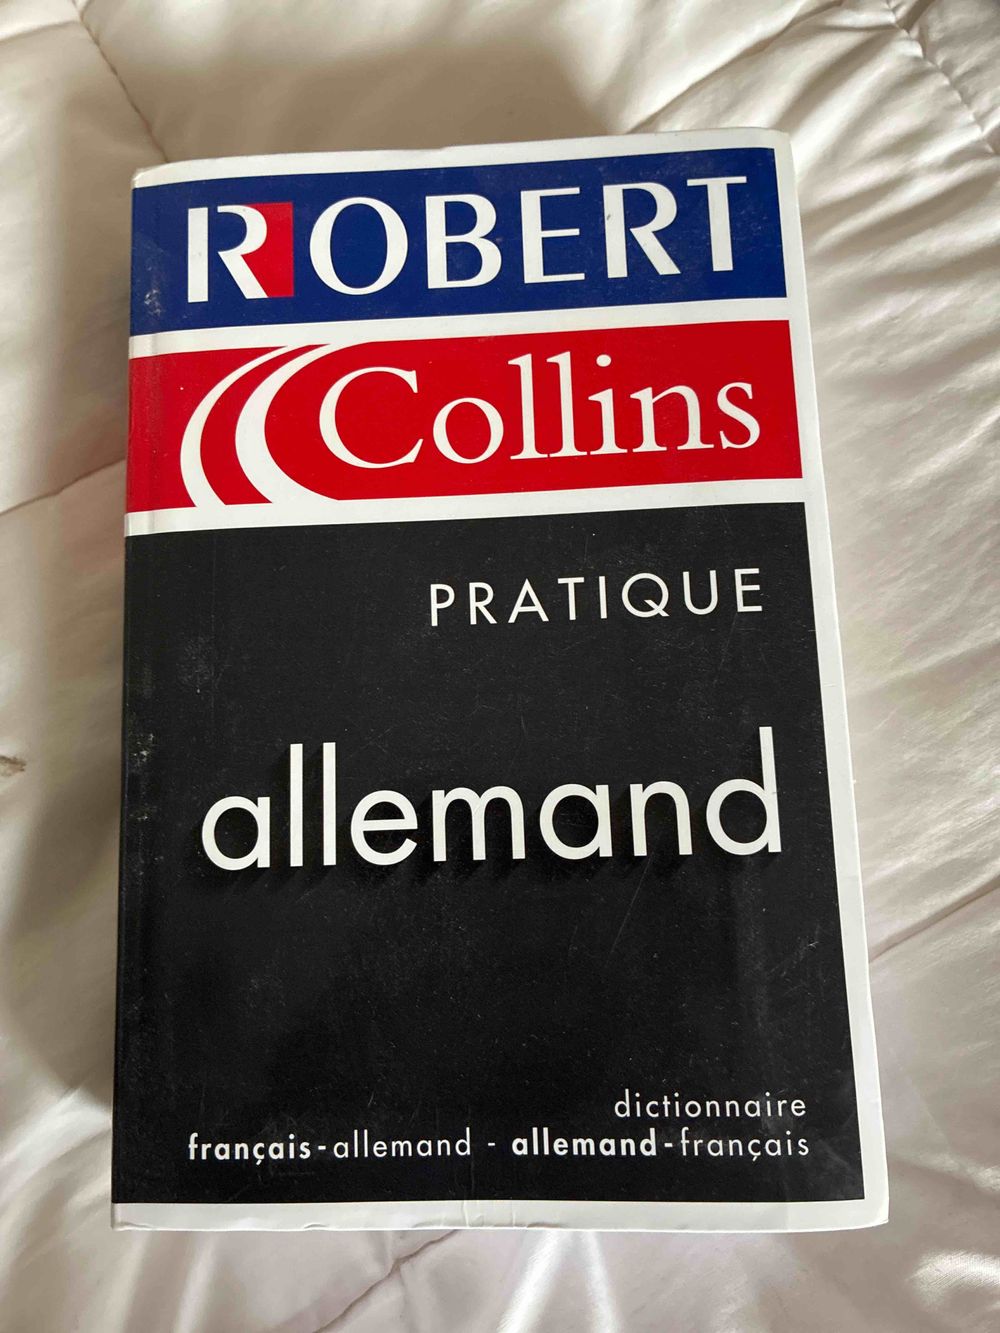 ROBERT
Collins
PRATIQUE
allemand
dictionnaire
français-allemand - allemand-français